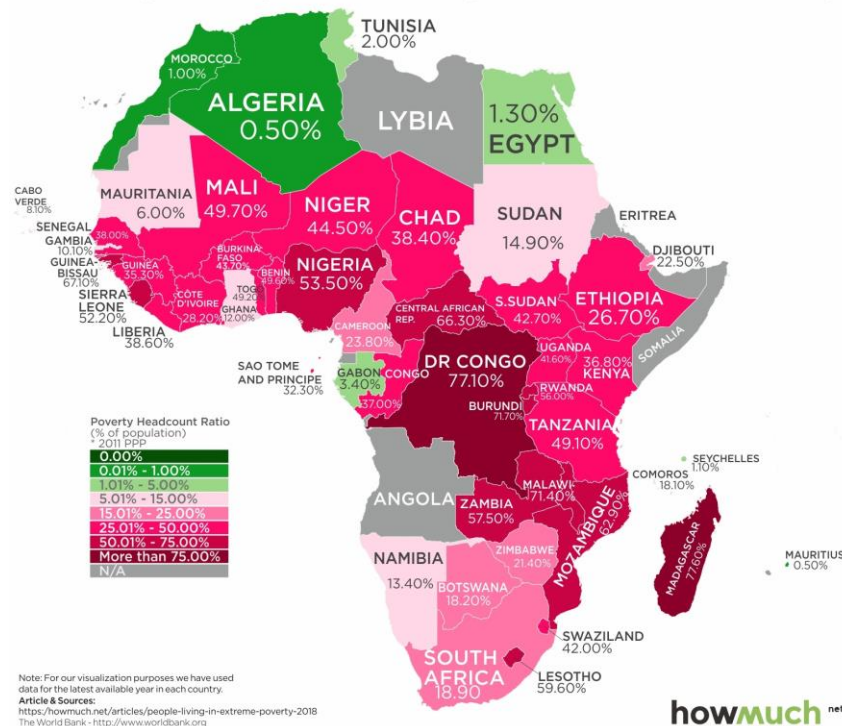 TUNISIA
2.00%
MOROCCO
1.00%
ALGERIA
0.50%
LYBIA
1.30%
EGYPT
CABO
VERDE
8.10%
MAURITANIA
6.00%
MALI
49.70%
NIGER
44.50%
CHAD
38.40%
SUDAN
14.90%
ERITREA
DJIBOUTI
22.50%
SENEGAL
38.00%
GAMBIA
10.10%
GUINEA-
BISSAU
67.10%
GUINEA
35.30%
SIERRA
LEONE
52.20%
LIBERIA
38.60%
CÔTE
D'IVOIRE
28.20%
BURKINA
FASO
43.70%
TOGO
49.20%
GHANA
12.00%
BENIN
49.60%
NIGERIA
53.50%
CAMEROON
23.80%
CENTRAL AFRICAN
REP.
66.30%
S.SUDAN
42.70%
ETHIOPIA
26.70%
SOMALIA
UGANDA
41.60%
36.80%
KENYA
RWANDA
56.00%
BURUNDI
71.70%
DR CONGO
77.10%
GABON
3.40%
CONGO
37.00%
SAO TOME
AND PRINCIPE
32.30%
TANZANIA
49.10%
SEYCHELLES
1.10%
COMOROS
18.10%
ANGOLA
ZAMBIA
57.50%
MALAWI
71.40%
MOZAMBIQUE
62.90%
MADAGASCAR
77.60%
MAURITIUS
0.50%
NAMIBIA
13.40%
ZIMBABWE
21.40%
BOTSWANA
18.20%
SWAZILAND
42.00%
SOUTH
AFRICA
18.90
LESOTHO
59.60%
Poverty Headcount Ratio
(% of population)
* 2011 PPP
0.00%
0.01% - 1.00%
1.01% - 5.00%
5.01% - 15.00%
15.01% - 25.00%
25.01% - 50.00%
50.01% - 75.00%
More than 75.00%
N/A
Note: For our visualization purposes we have used
data for the latest available year in each country.
Article & Sources:
https://howmuch.net/articles/people-living-in-extreme-poverty-2018
The World Bank - http://www.worldbank.org
howmuch net